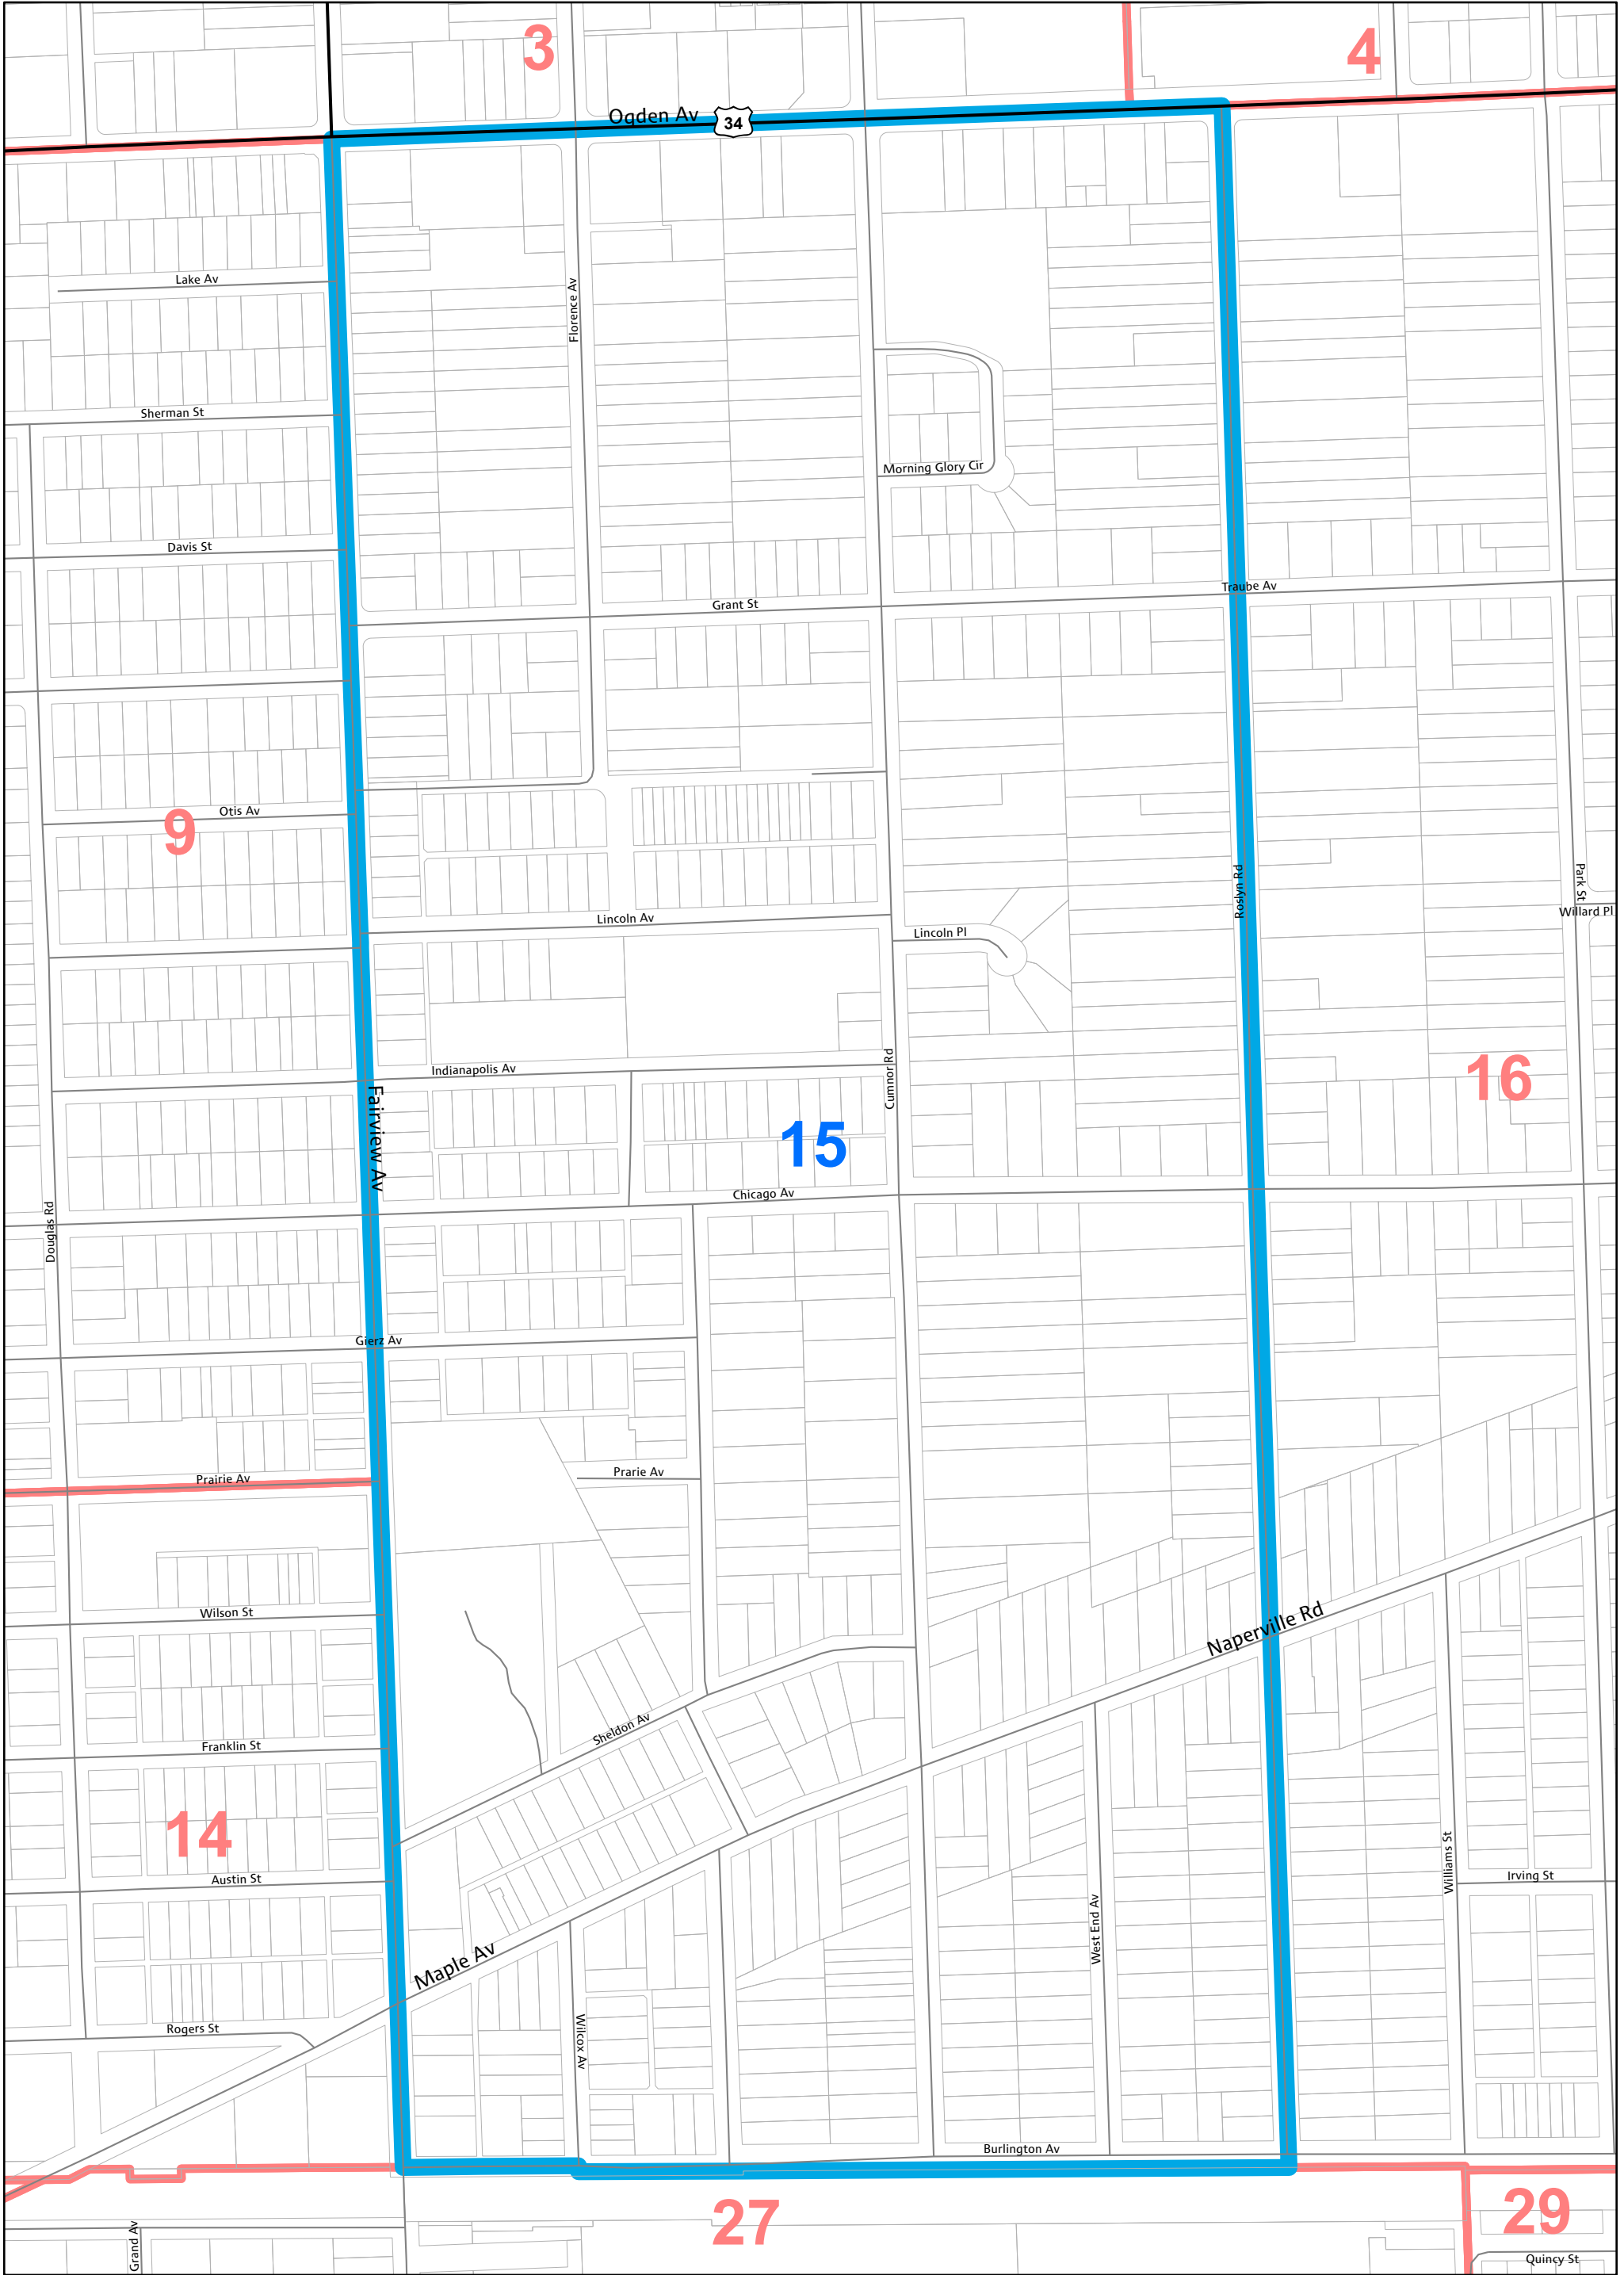 3
4
Ogden Av
34
Lake Av
Florence Av
Sherman St
Morning Glory Cir
Davis St
Traube Av
Grant St
Otis Av
9
Roslyn Rd
Park St
Willard Pl
Lincoln Av
Lincoln Pl
Indianapolis Av
Cumnor Rd
16
Fairview Av
15
Chicago Av
Douglas Rd
Gierz Av
Prarie Av
Prairie Av
Wilson St
Naperville Rd
Sheldon Av
Franklin St
14
Williams St
Austin St
Irving St
West End Av
Maple Av
Rogers St
Wilcox Av
Burlington Av
27
29
Grand Av
Quincy St